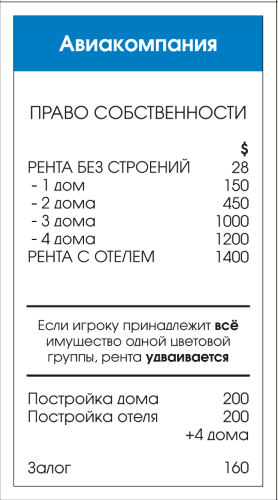 Авиакомпания
ПРАВО СОБСТВЕННОСТИ
$
РЕНТА БЕЗ СТРОЕНИЙ 28
- 1 дом 150
- 2 дома 450
- 3 дома 1000
- 4 дома 1200
РЕНТА С ОТЕЛЕМ 1400
Если игроку принадлежит всё
имущество одной цветовой
группы, рента удваивается
Постройка дома 200
Постройка отеля 200
+4 дома
Залог 160